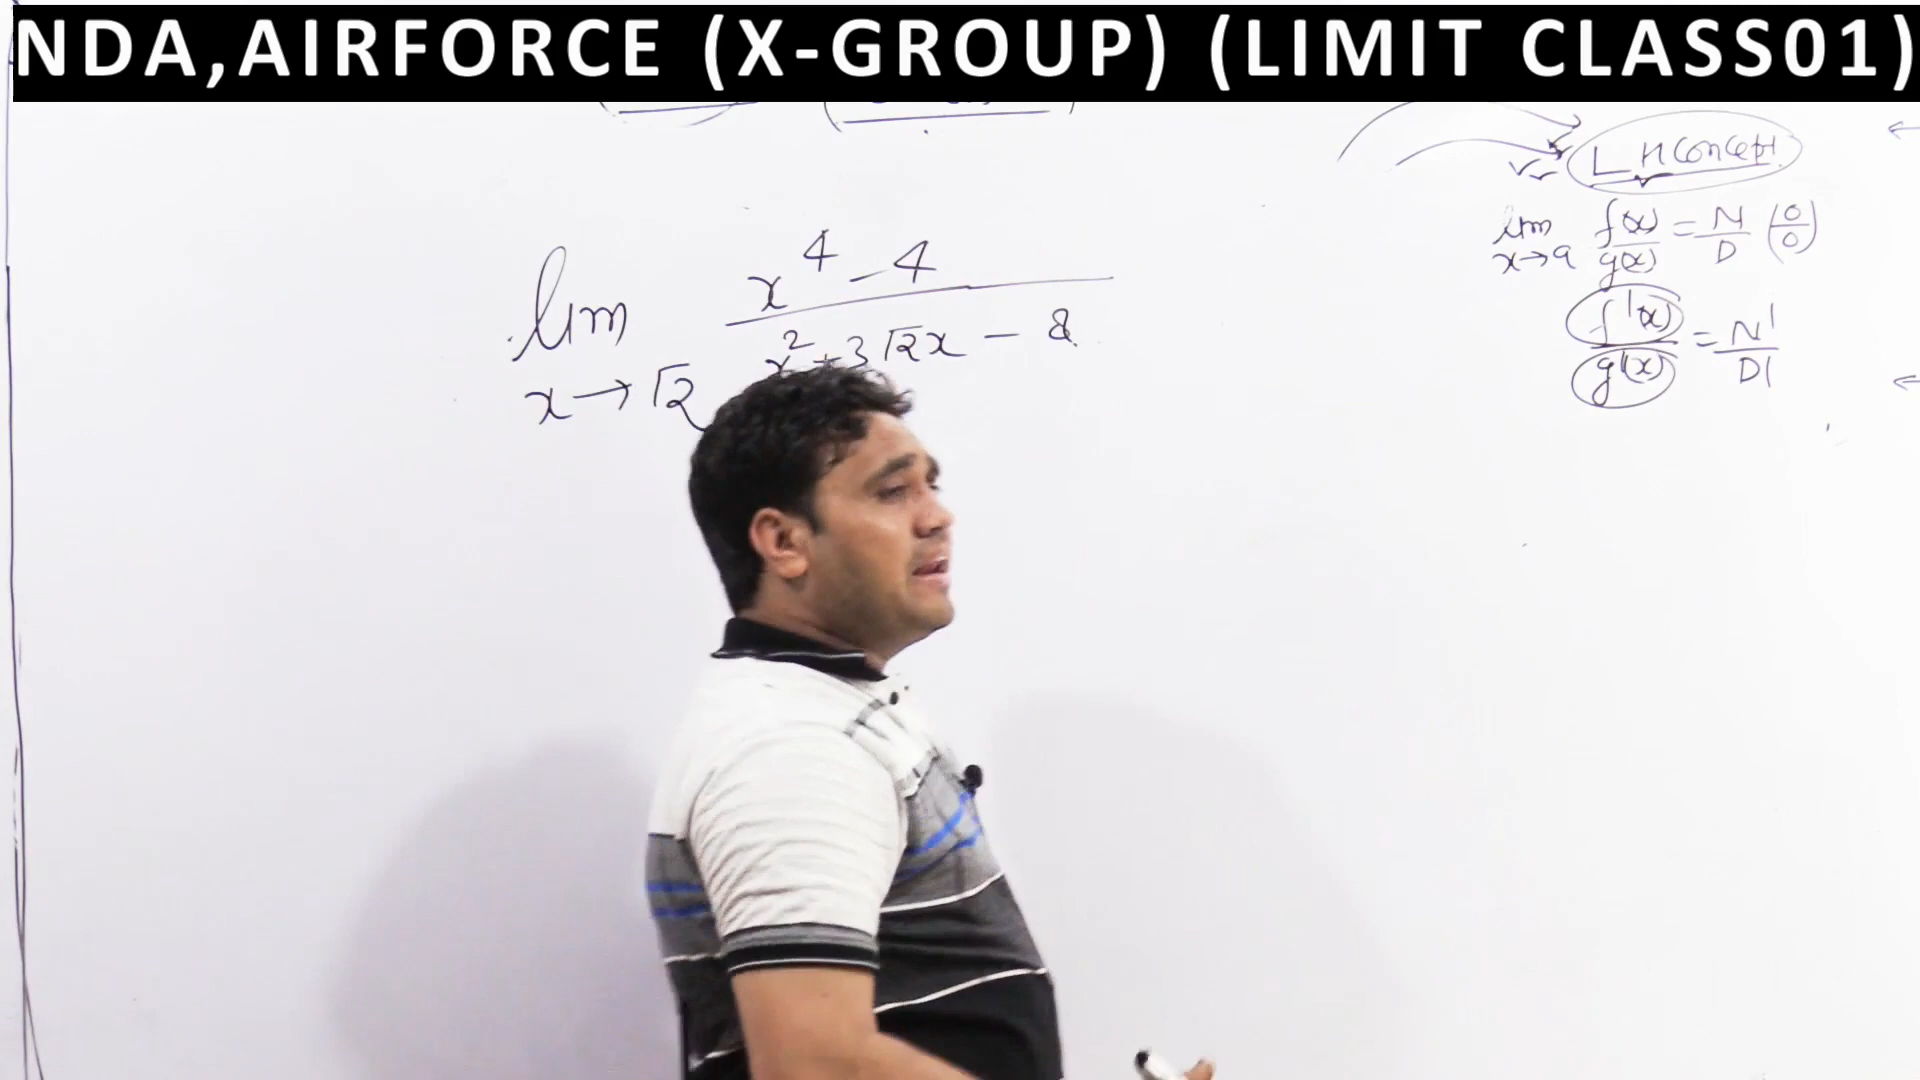 NDA,AIRFORCE (X-GROUP) (LIMIT CLASS01)
L H Concept
lim x→a f(x)/g(x) = N/D (0/0)
f'(x)/g'(x) = N'/D'
lim x→√2 x⁴ - 4 / x² + 3√2x - 8